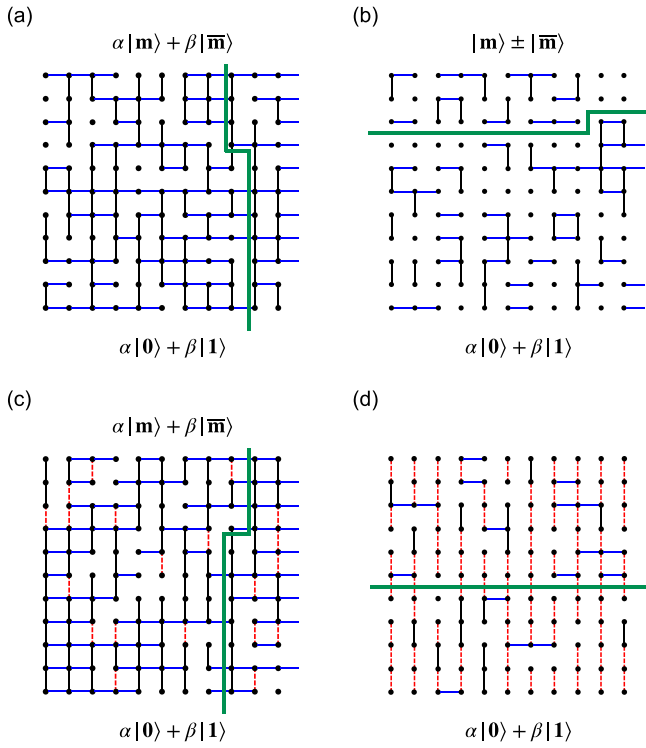 (a)
α|𝐦⟩ + β|𝐦̅⟩
α|𝟎⟩ + β|𝟏⟩
(b)
|𝐦⟩ ± |𝐦̅⟩
α|𝟎⟩ + β|𝟏⟩
(c)
α|𝐦⟩ + β|𝐦̅⟩
α|𝟎⟩ + β|𝟏⟩
(d)
α|𝟎⟩ + β|𝟏⟩